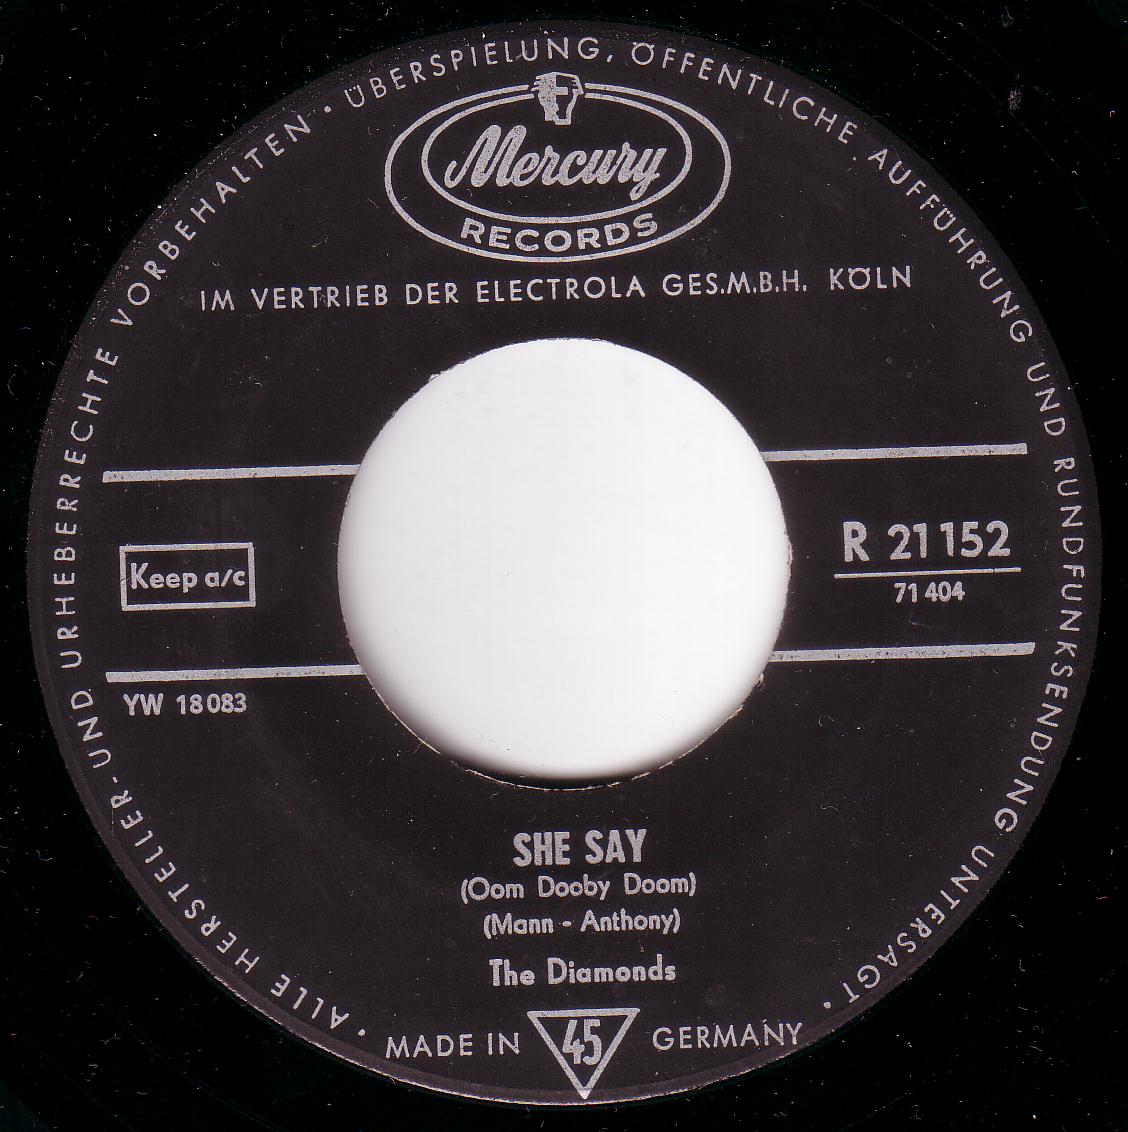 ALLE HERSTELLER- UND URHEBERRECHTE VORBEHALTEN · ÜBERSPIELUNG, ÖFFENTLICHE AUFFÜHRUNG UND RUNDFUNKSENDUNG UNTERSAGT ·
Mercury
RECORDS
IM VERTRIEB DER ELECTROLA GES.M.B.H. KÖLN
Keep a/c
R 21152
71 404
YW 18083
SHE SAY
(Oom Dooby Doom)
(Mann - Anthony)
The Diamonds
MADE IN 45 GERMANY